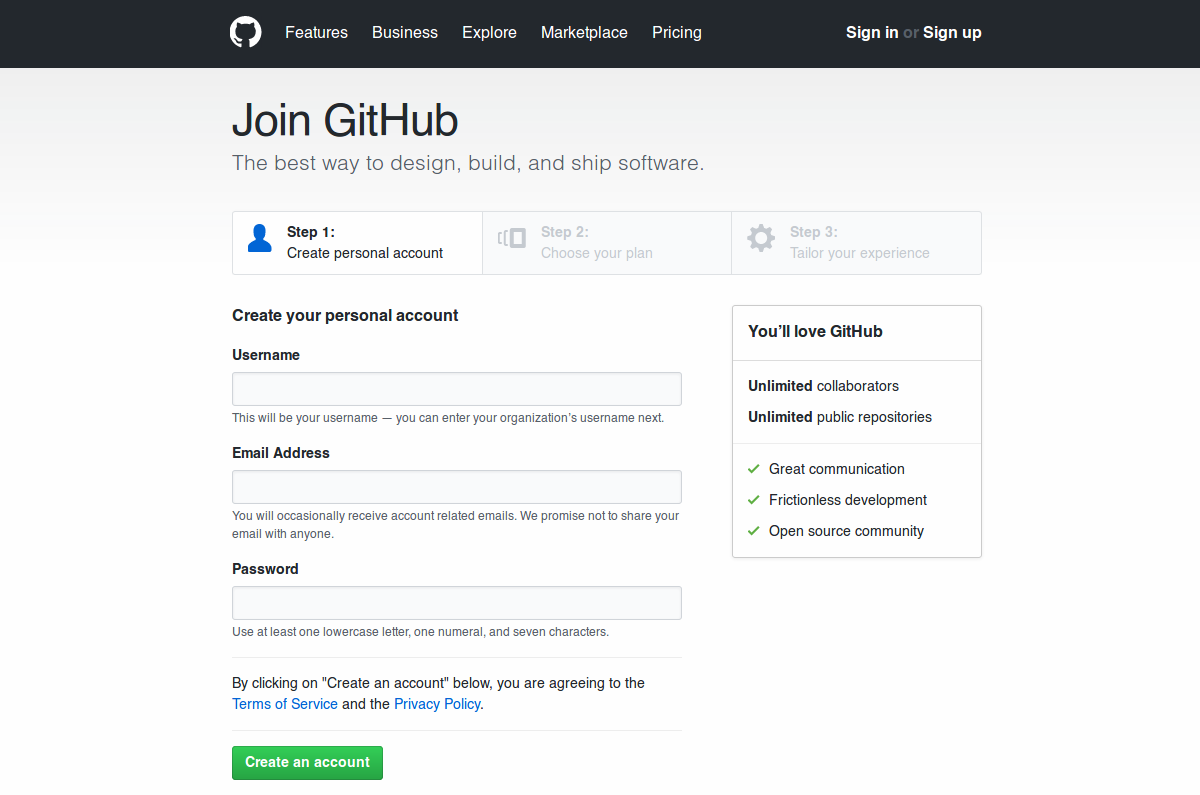 Features Business Explore Marketplace Pricing Sign in or Sign up
Join GitHub
The best way to design, build, and ship software.
Step 1:
Create personal account
Step 2:
Choose your plan
Step 3:
Tailor your experience
Create your personal account
Username
This will be your username — you can enter your organization's username next.
Email Address
You will occasionally receive account related emails. We promise not to share your
email with anyone.
Password
Use at least one lowercase letter, one numeral, and seven characters.
By clicking on "Create an account" below, you are agreeing to the
Terms of Service and the Privacy Policy.
Create an account
You'll love GitHub
Unlimited collaborators
Unlimited public repositories
Great communication
Frictionless development
Open source community